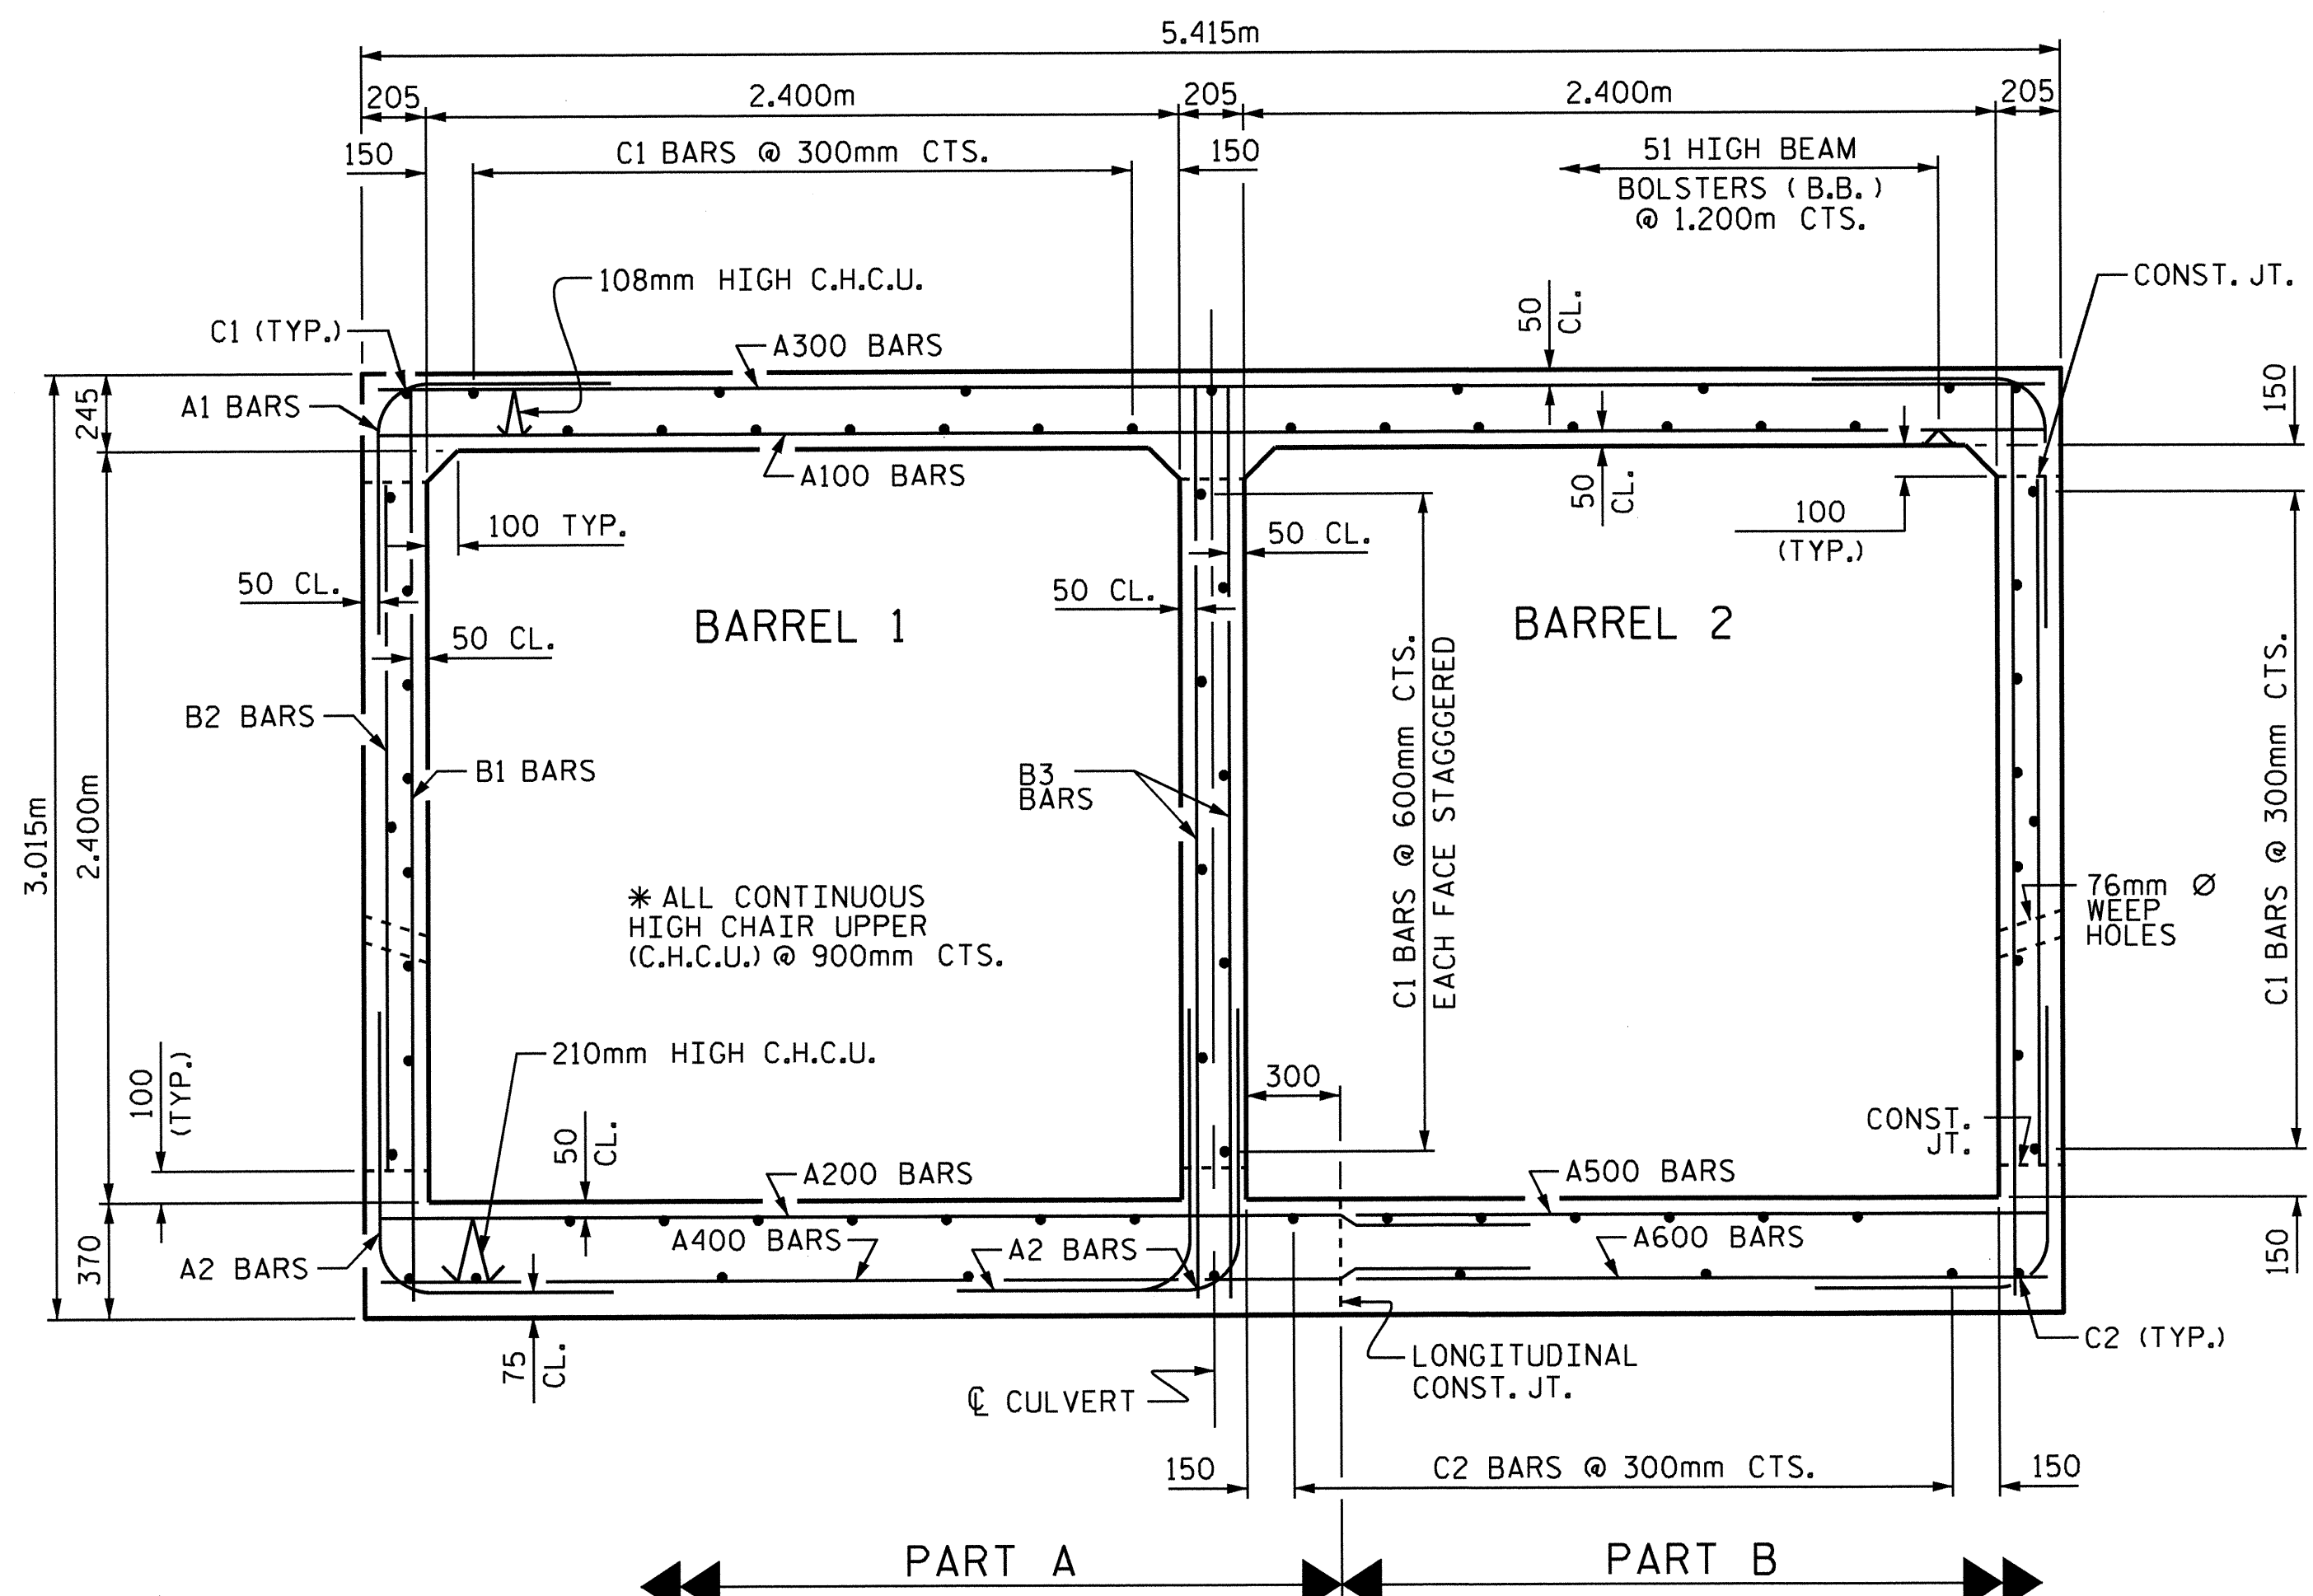 5.415m
205
2.400m
205
2.400m
205
150
C1 BARS @ 300mm CTS.
150
51 HIGH BEAM
BOLSTERS (B.B.)
@ 1.200m CTS.
108mm HIGH C.H.C.U.
CONST. JT.
C1 (TYP.)
50
CL.
A300 BARS
A1 BARS
245
150
A100 BARS
50
CL.
100 TYP.
50 CL.
100
(TYP.)
50 CL.
50 CL.
BARREL 1
BARREL 2
50 CL.
B2 BARS
B1 BARS
B3
BARS
C1 BARS @ 600mm CTS.
EACH FACE STAGGGERED
C1 BARS @ 300mm CTS.
3.015m
2.400m
* ALL CONTINUOUS
HIGH CHAIR UPPER
(C.H.C.U.) @ 900mm CTS.
76mm Ø
WEEP
HOLES
210mm HIGH C.H.C.U.
100
(TYP.)
300
CONST.
JT.
50
CL.
A200 BARS
A500 BARS
A400 BARS
A2 BARS
A600 BARS
A2 BARS
370
150
C2 (TYP.)
75
CL.
LONGITUDINAL
CONST. JT.
℄ CULVERT
150
C2 BARS @ 300mm CTS.
150
PART A
PART B